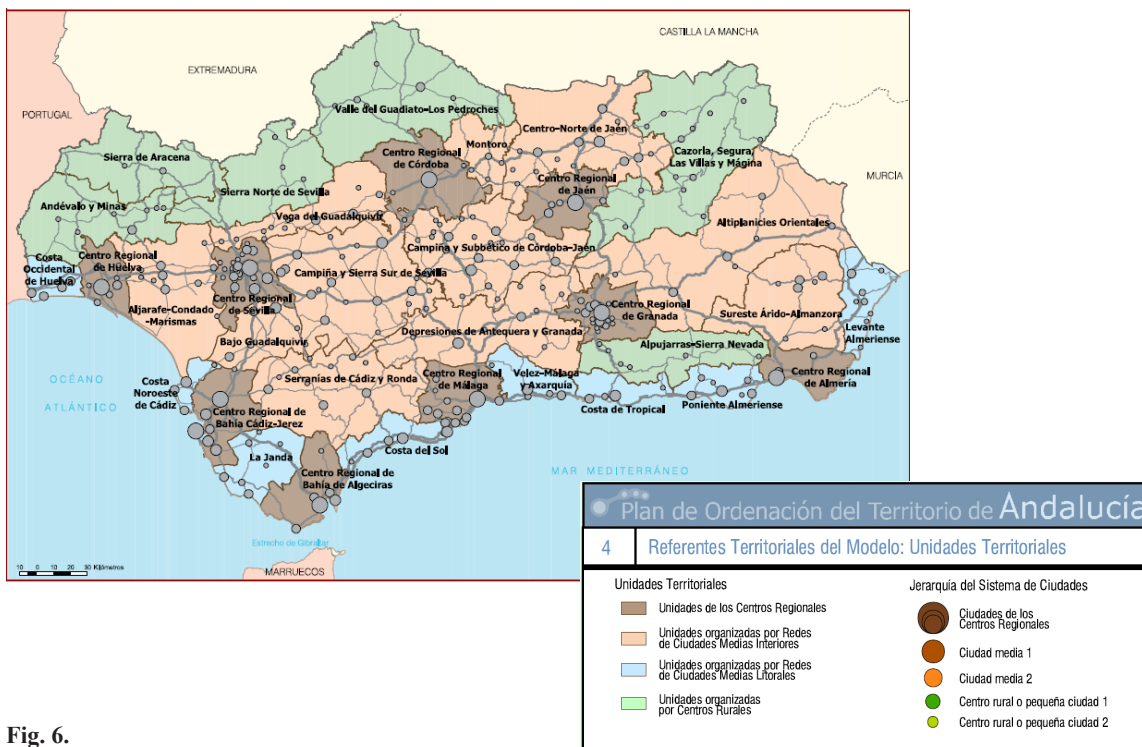 CASTILLA LA MANCHA
EXTREMADURA
PORTUGAL
MURCÍA
Valle del Guadiato-Los Pedroches
Centro-Norte de Jaén
Montoro
Cazorla, Segura,
Las Villas y Mágina
Sierra de Aracena
Centro Regional
de Córdoba
Centro Regional
de Jaén
Sierra Norte de Sevilla
Andévalo y Minas
Vega del Guadalquivir
Altiplanicies Orientales
Campiña y Subbético de Córdoba-Jaén
Costa
Occidental
de Huelva
Centro Regional
de Huelva
Campiña y Sierra Sur de Sevilla
Centro Regional
de Sevilla
Aljarafe-Condado
-Marismas
Centro Regional
de Granada
Sureste Árido-Almanzora
Depresiones de Antequera y Granada
Levante
Almeriense
Bajo Guadalquivir
Alpujarras-Sierra Nevada
OCÉANO
ATLÁNTICO
Costa
Noroeste
de Cádiz
Serranías de Cádiz y Ronda
Centro Regional
de Málaga
Velez-Málaga
y Axarquía
Centro Regional
de Almería
Costa de Tropical
Poniente Almeriense
Centro Regional de
Bahía Cádiz-Jerez
La Janda
Costa del Sol
Centro Regional de
Bahía de Algeciras
MAR MEDITERRÁNEO
Estrecho de Gibraltar
MARRUECOS
10 0 10 20 30 Kilómetros
Plan de Ordenación del Territorio de Andalucía
4 Referentes Territoriales del Modelo: Unidades Territoriales
Unidades Territoriales
Unidades de los Centros Regionales
Unidades organizadas por Redes
de Ciudades Medias Interiores
Unidades organizadas por Redes
de Ciudades Medias Litorales
Unidades organizadas
por Centros Rurales
Jerarquía del Sistema de Ciudades
Ciudades de los
Centros Regionales
Ciudad media 1
Ciudad media 2
Centro rural o pequeña ciudad 1
Centro rural o pequeña ciudad 2
Fig. 6.